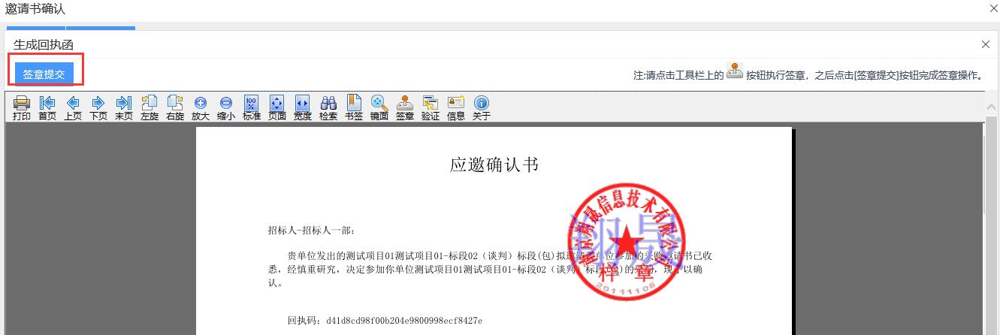 邀请书确认
生成回执函
签章提交
注:请点击工具栏上的 按钮执行签章，之后点击[签章提交]按钮完成签章操作。
打印 首页 上页 下页 末页 左旋 右旋 放大 缩小 标准 页面 宽度 检索 书签 镜面 签章 验证 信息 关于
应邀确认书
南京翔晟信息技术有限公司
翔晟
样 章
20111108
招标人-招标人一部:
贵单位发出的测试项目01测试项目01-标段02（谈判）标段(包)拟邀请我单位参加的采购邀请书已收
悉，经慎重研究，决定参加你单位测试项目01测试项目01-标段02（谈判）标段(包)的采购，现予以确
认。
回执码: d41d8cd98f00b204e9800998ecf8427e